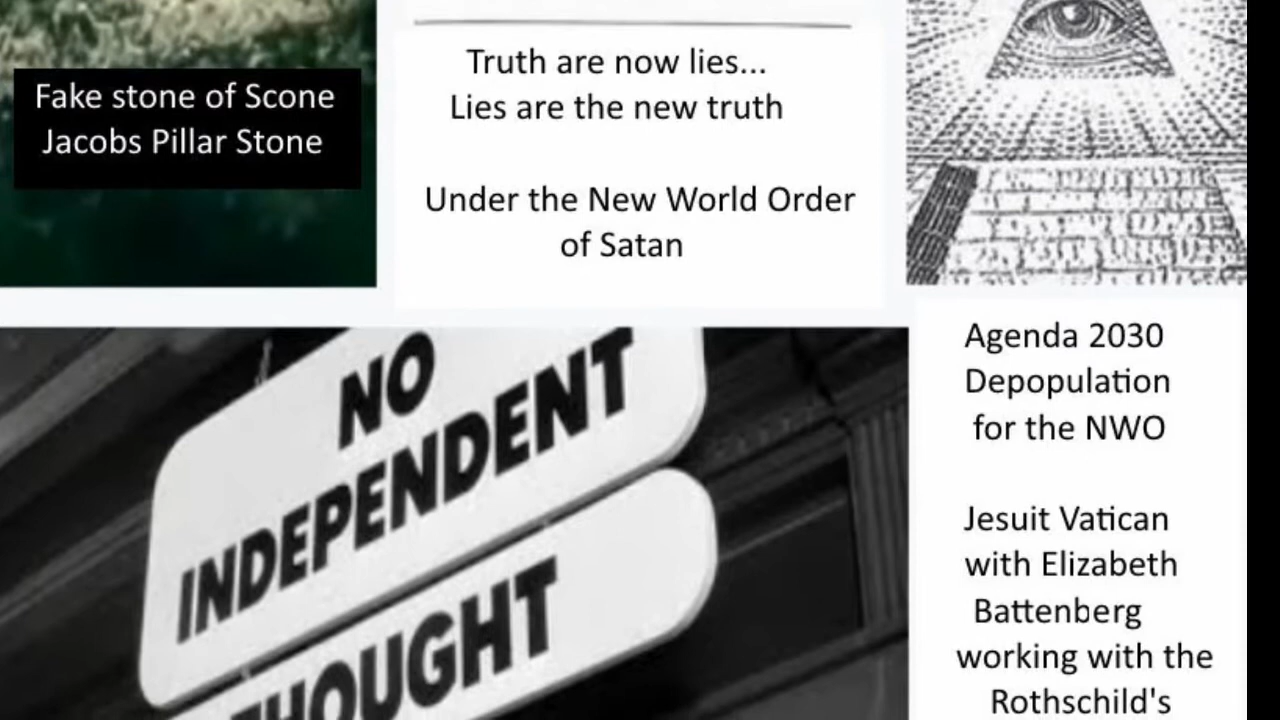 Fake stone of Scone
Jacobs Pillar Stone
Truth are now lies...
Lies are the new truth
Under the New World Order
of Satan
NO
INDEPENDENT
THOUGHT
Agenda 2030
Depopulation
for the NWO
Jesuit Vatican
with Elizabeth
Battenberg
working with the
Rothschild's